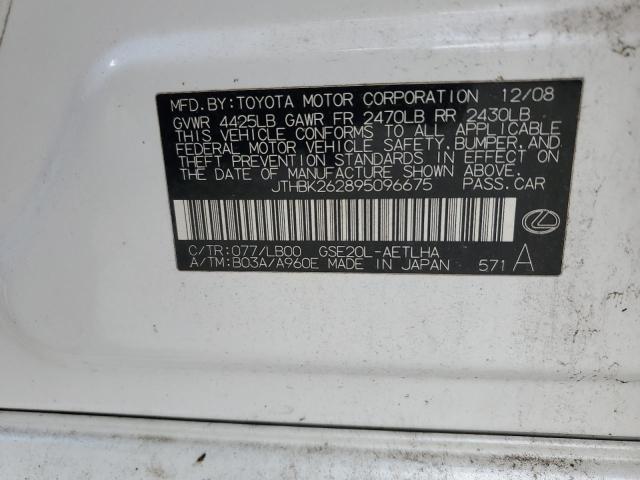 MFD. BY: TOYOTA MOTOR CORPORATION 12/08
GVWR 4425LB GAWR FR 2470LB RR 2430LB
THIS VEHICLE CONFORMS TO ALL APPLICABLE
FEDERAL MOTOR VEHICLE SAFETY, BUMPER, AND
THEFT PREVENTION STANDARDS IN EFFECT ON
THE DATE OF MANUFACTURE SHOWN ABOVE.
JTHBK262895096675 PASS. CAR
C/TR: 077/LB00 GSE20L-AETLHA
A/TM: B03A/A960E MADE IN JAPAN 571 A